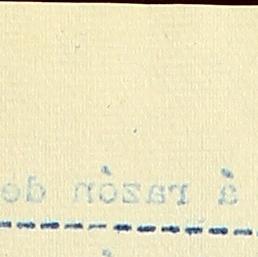 á razón de